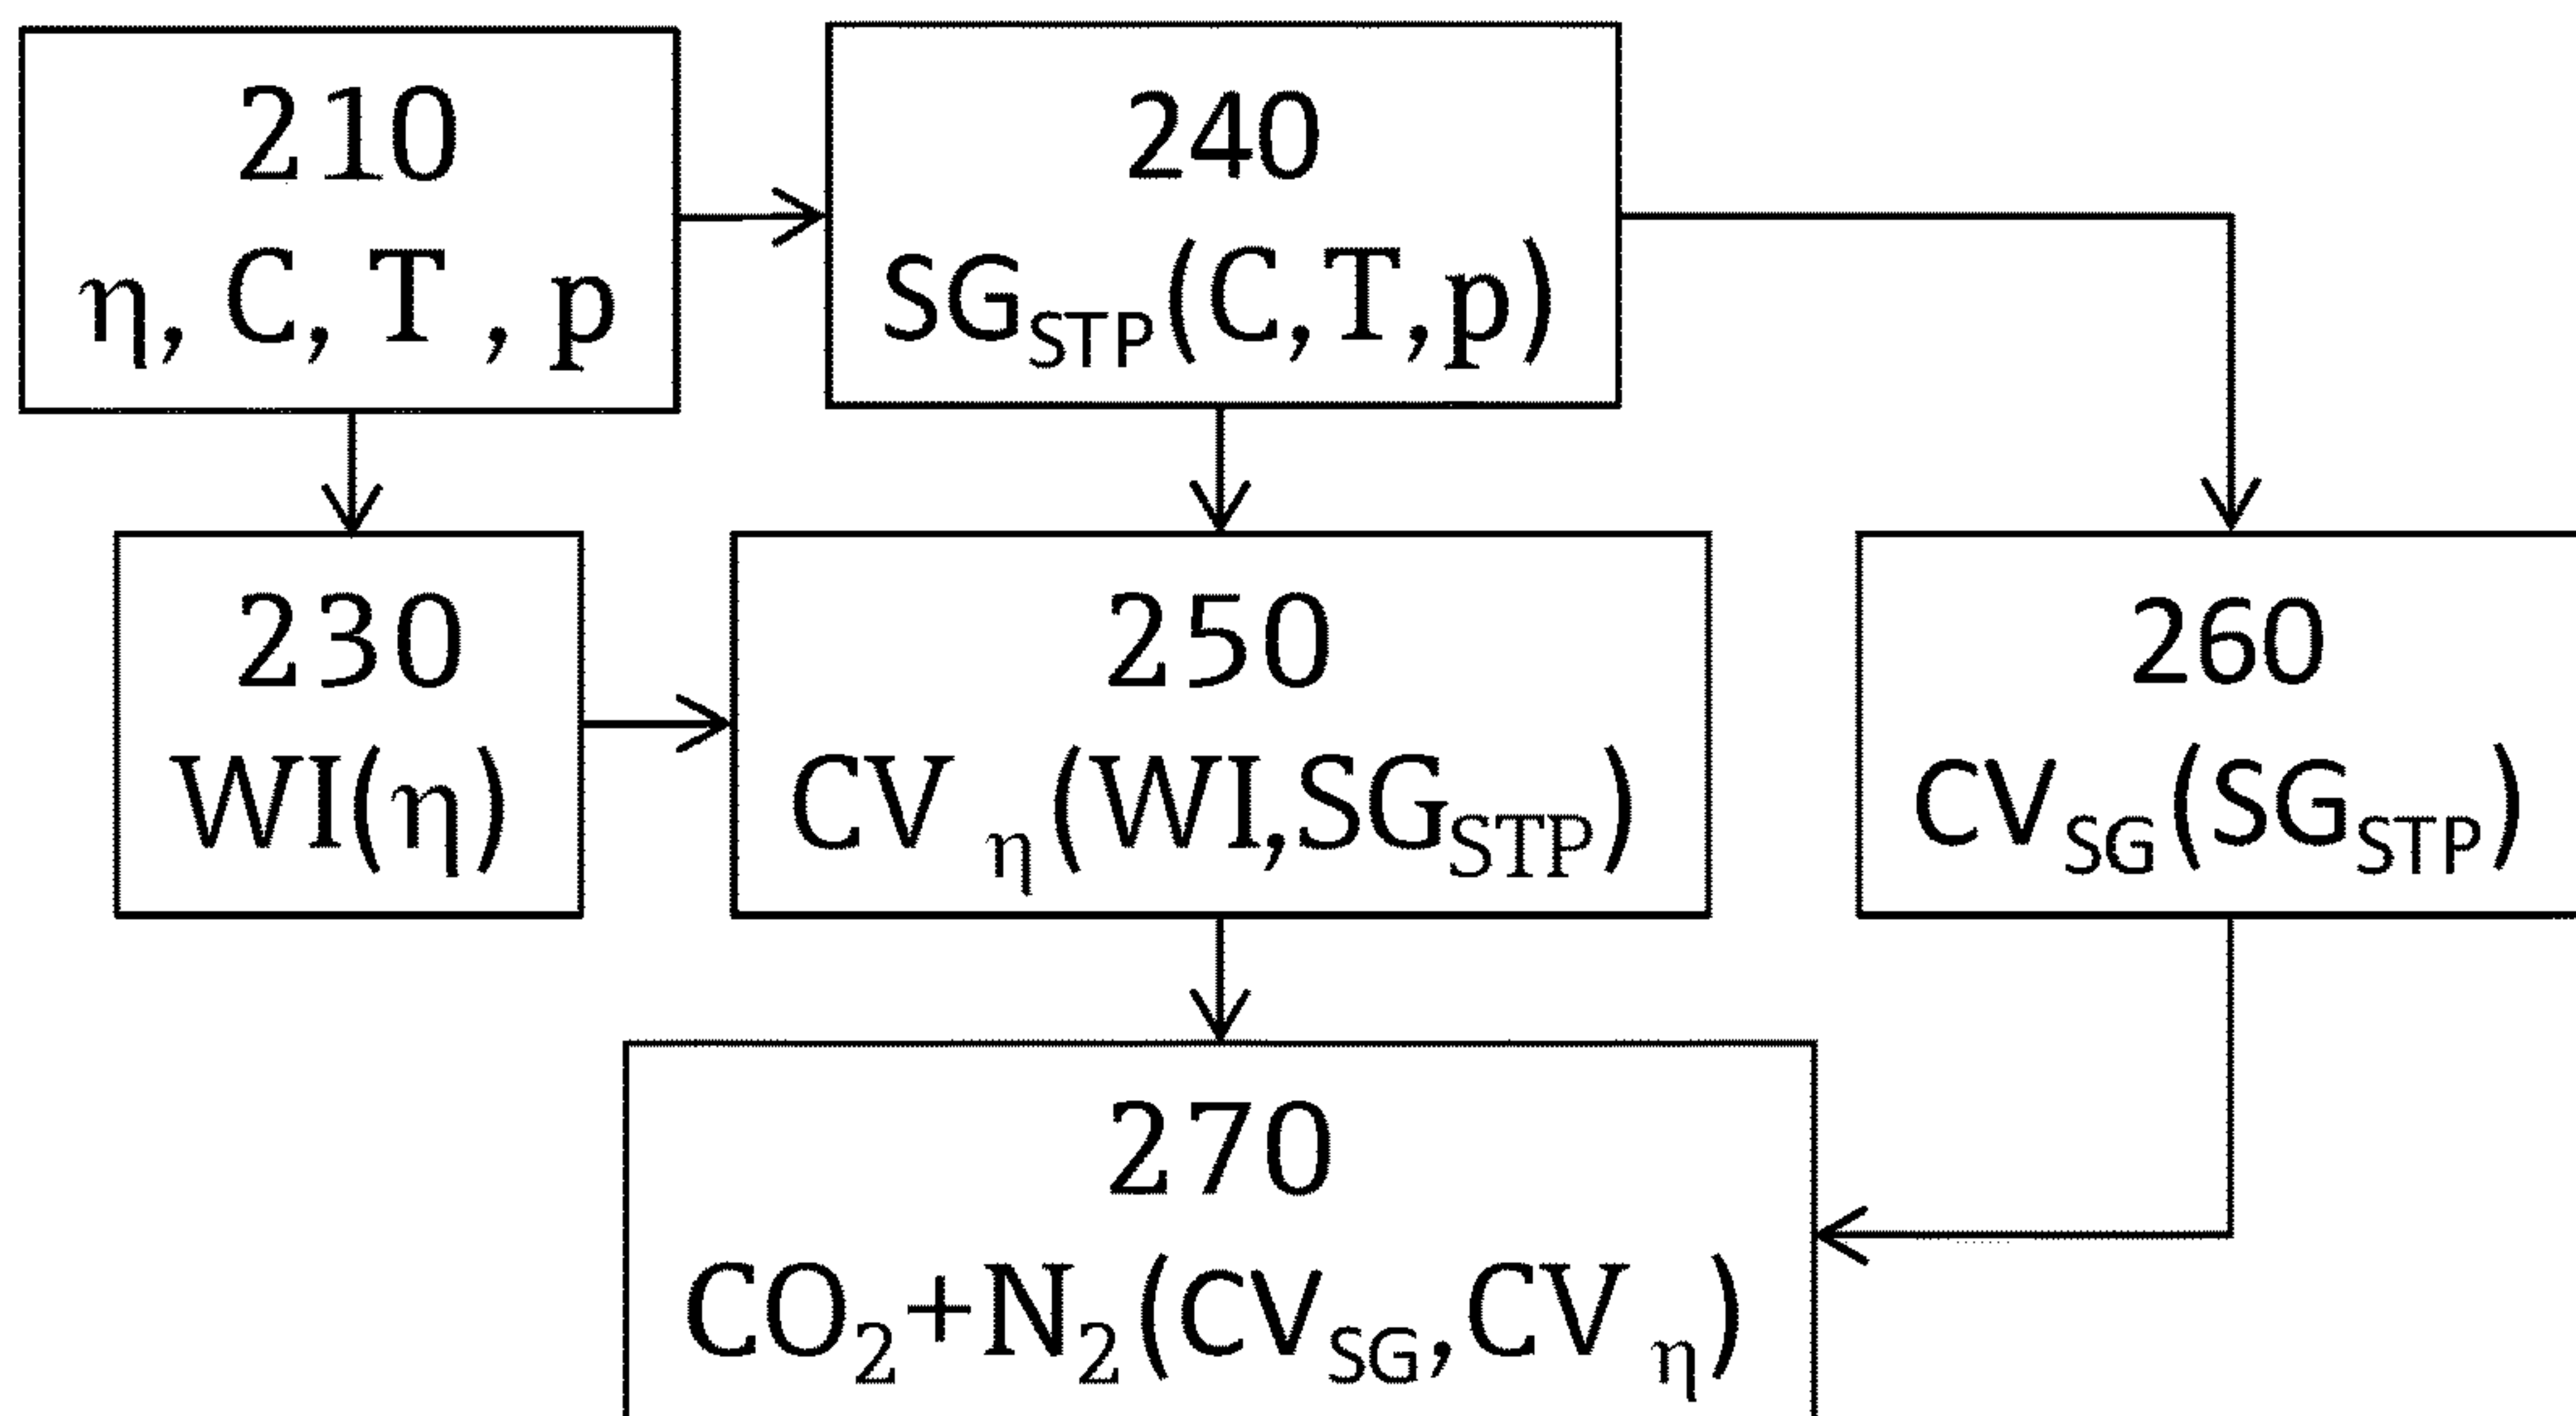 210
η, C, T , p
240
SG_STP(C,T,p)
230
WI(η)
250
CV η(WI,SG_STP)
260
CV_SG(SG_STP)
270
CO₂+N₂(CV_SG,CV η)